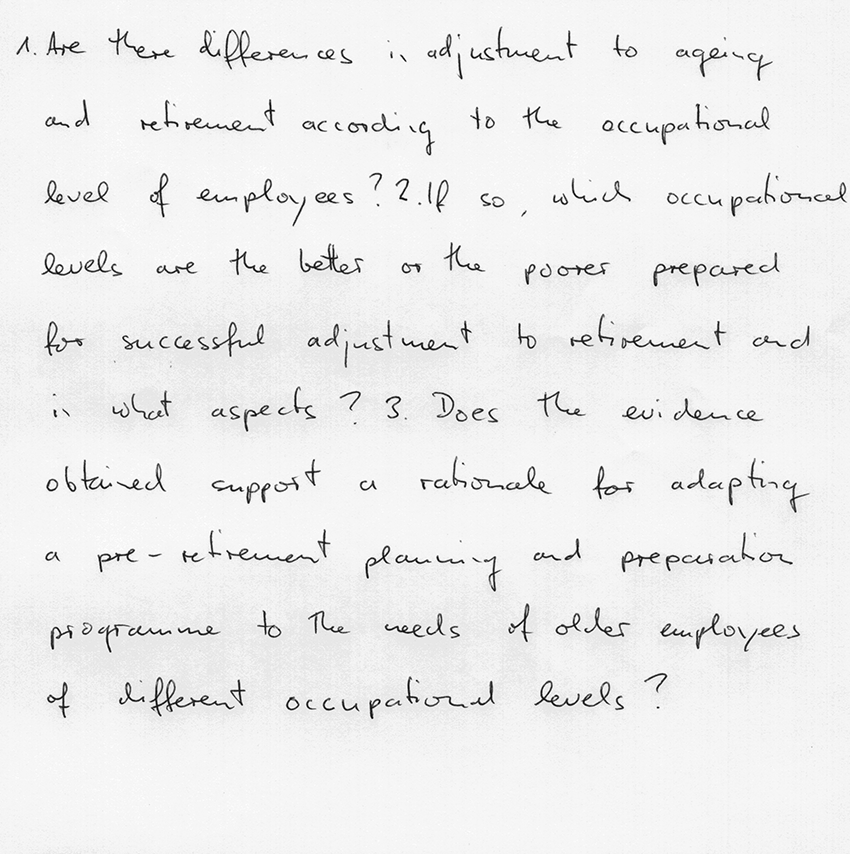 1. Are there differences in adjustment to ageing
and retirement according to the occupational
level of employees? 2. If so, which occupational
levels are the better or the poorer prepared
for successful adjustment to retirement and
in what aspects? 3. Does the evidence
obtained support a rationale for adapting
a pre-retirement planning and preparation
programme to the needs of older employees
of different occupational levels?